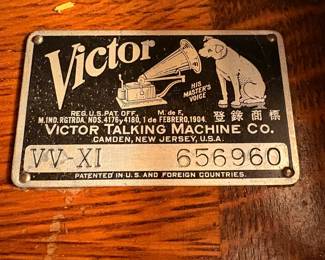 Victor
HIS
MASTER'S
VOICE
REG. U.S. PAT. OFF. M. de F.
M. IND. RGTRDA. NOS. 4176 y 4180, 1 de FEBRERO, 1904. 登錄商標
VICTOR TALKING MACHINE CO.
CAMDEN, NEW JERSEY, U.S.A.
VV-XI 656960
PATENTED IN U.S. AND FOREIGN COUNTRIES.